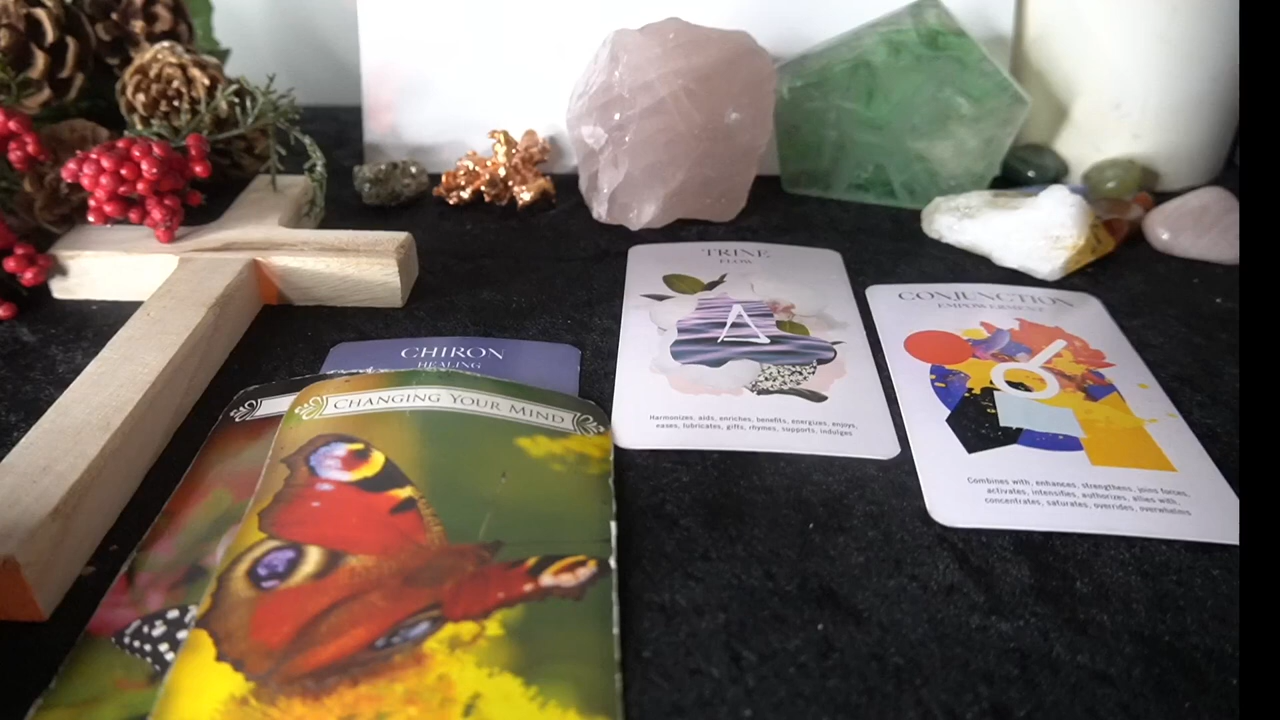 TRINE
FLOW
Harmonizes, aids, enriches, benefits, energizes, enjoys,
eases, lubricates, gifts, rhymes, supports, indulges
CONJUNCTION
EMPOWERMENT
Combines with, enhances, strengthens, joins forces,
activates, intensifies, authorizes, allies with,
concentrates, saturates, overrides, overwhelms
CHIRON
HEALING
CHANGING YOUR MIND